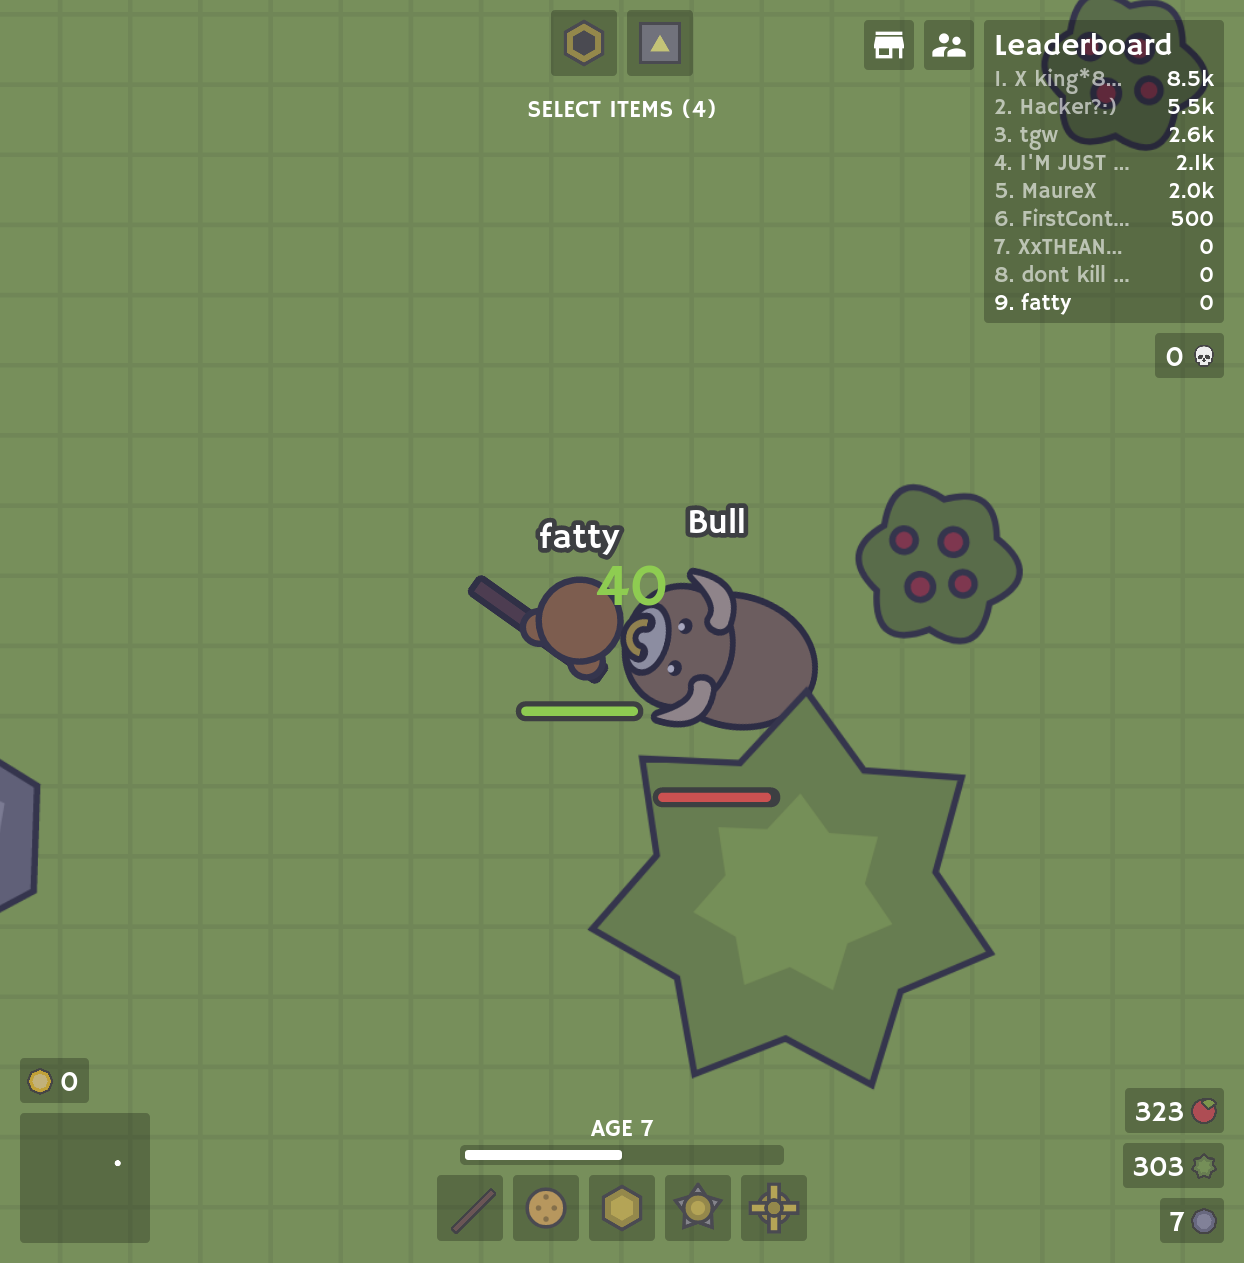 SELECT ITEMS (4)
Leaderboard
1. X king*8... 8.5k
2. Hacker?:) 5.5k
3. tgw 2.6k
4. I'M JUST ... 2.1k
5. MaureX 2.0k
6. FirstCont... 500
7. XxTHEAN... 0
8. dont kill ... 0
9. fatty 0
0
Bull
fatty
40
0
AGE 7
323
303
7